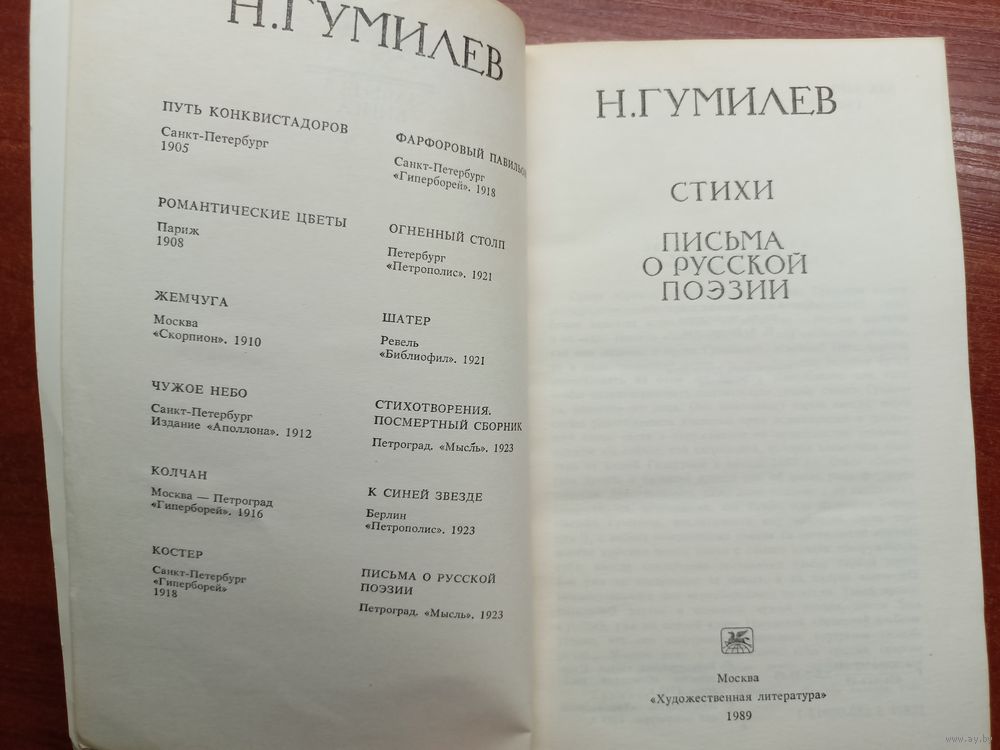 Н.ГУМИЛЕВ
ПУТЬ КОНКВИСТАДОРОВ
Санкт-Петербург
1905
РОМАНТИЧЕСКИЕ ЦВЕТЫ
Париж
1908
ЖЕМЧУГА
Москва
«Скорпион». 1910
ЧУЖОЕ НЕБО
Санкт-Петербург
Издание «Аполлона». 1912
КОЛЧАН
Москва — Петроград
«Гиперборей». 1916
КОСТЕР
Санкт-Петербург
«Гиперборей»
1918
ФАРФОРОВЫЙ ПАВИЛЬОН
Санкт-Петербург
«Гиперборей». 1918
ОГНЕННЫЙ СТОЛП
Петербург
«Петрополис». 1921
ШАТЕР
Ревель
«Библиофил». 1921
СТИХОТВОРЕНИЯ.
ПОСМЕРТНЫЙ СБОРНИК
Петроград. «Мысль». 1923
К СИНЕЙ ЗВЕЗДЕ
Берлин
«Петрополис». 1923
ПИСЬМА О РУССКОЙ
ПОЭЗИИ
Петроград. «Мысль». 1923
Н.ГУМИЛЕВ
СТИХИ
ПИСЬМА
О РУССКОЙ
ПОЭЗИИ
Москва
«Художественная литература»
1989
www.ay.by